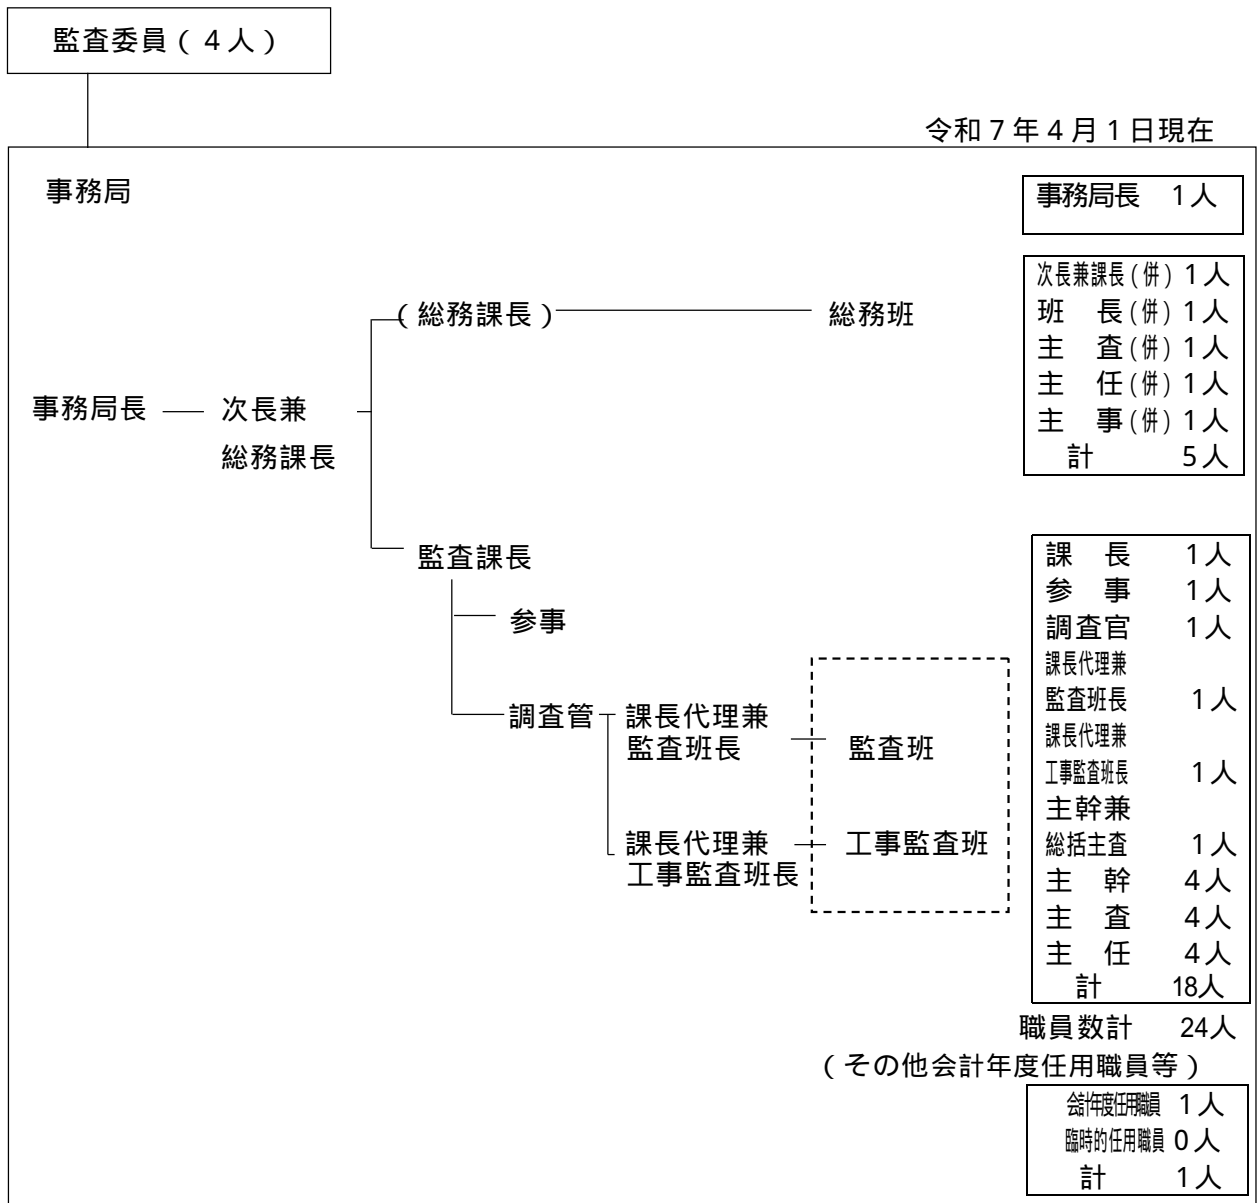 監査委員（４人）
令和７年４月１日現在
事務局
事務局長　１人
（総務課長）　総務班
次長兼課長（併）１人
班　長（併）１人
主　査（併）１人
主　任（併）１人
主　事（併）１人
計　５人
事務局長　次長兼
総務課長
監査課長
参事
調査管　課長代理兼
監査班長　監査班
課長代理兼
工事監査班長　工事監査班
課　長　１人
参　事　１人
調査官　１人
課長代理兼
監査班長　１人
課長代理兼
工事監査班長　１人
主幹兼
総括主査　１人
主　幹　４人
主　査　４人
主　任　４人
計　18人
職員数計　24人
（その他会計年度任用職員等）
会計年度任用職員　１人
臨時的任用職員　０人
計　１人